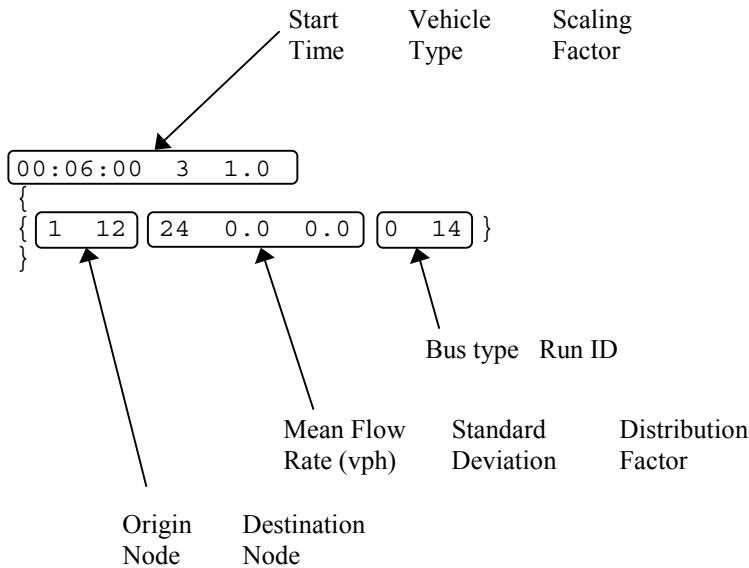 Start Vehicle Scaling
Time Type Factor
00:06:00 3 1.0
{
{ 1 12 24 0.0 0.0 0 14 }
}
Bus type Run ID
Mean Flow Standard Distribution
Rate (vph) Deviation Factor
Origin Destination
Node Node